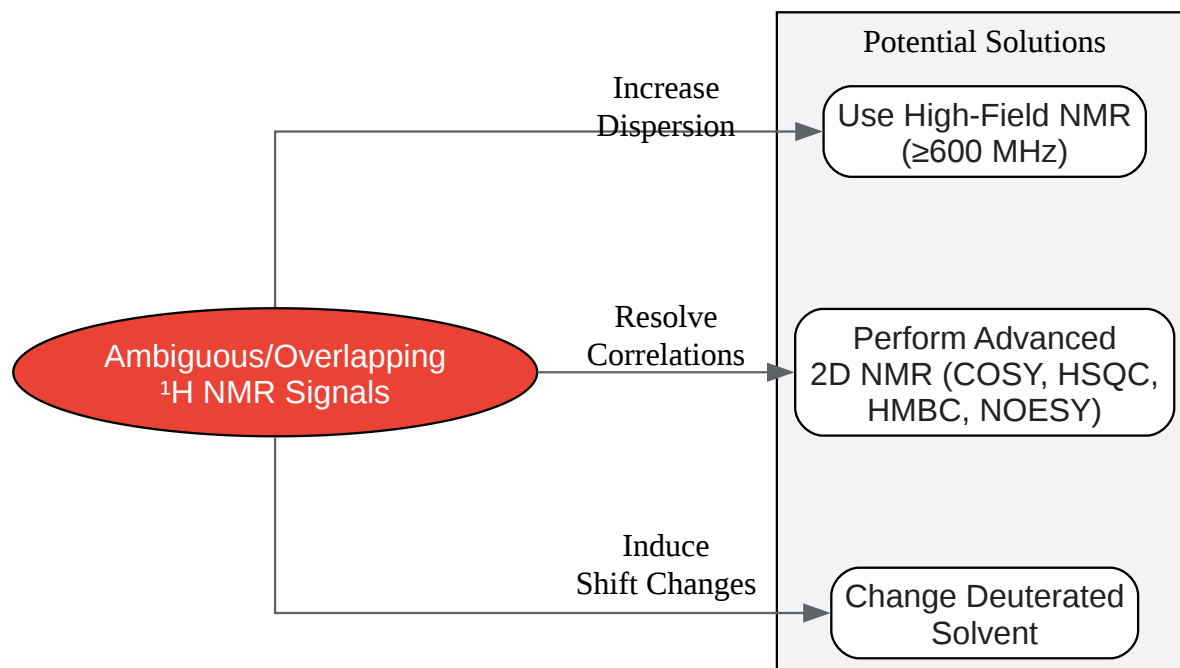 Potential Solutions
Increase
Dispersion
Use High-Field NMR
(≥600 MHz)
Ambiguous/Overlapping
¹H NMR Signals
Resolve
Correlations
Perform Advanced
2D NMR (COSY, HSQC,
HMBC, NOESY)
Induce
Shift Changes
Change Deuterated
Solvent